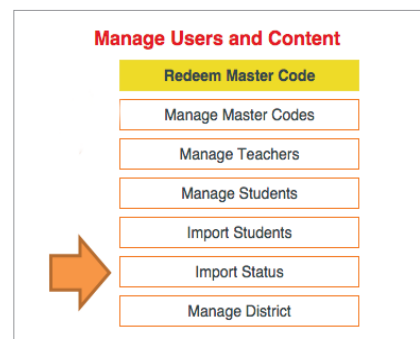 Manage Users and Content
Redeem Master Code
Manage Master Codes
Manage Teachers
Manage Students
Import Students
Import Status
Manage District